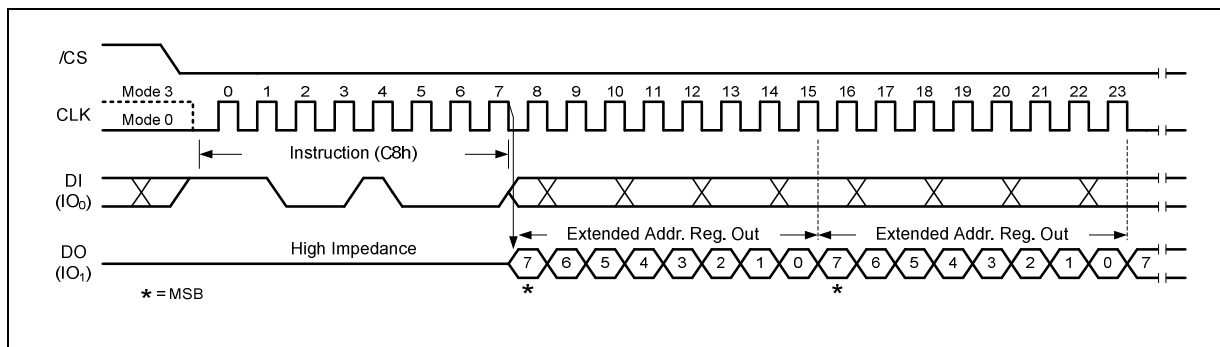 /CS
Mode 3
0 1 2 3 4 5 6 7 8 9 10 11 12 13 14 15 16 17 18 19 20 21 22 23
CLK
Mode 0
Instruction (C8h)
DI
(IO₀)
Extended Addr. Reg. Out Extended Addr. Reg. Out
DO
(IO₁)
High Impedance
7 6 5 4 3 2 1 0 7 6 5 4 3 2 1 0 7
* *
* = MSB